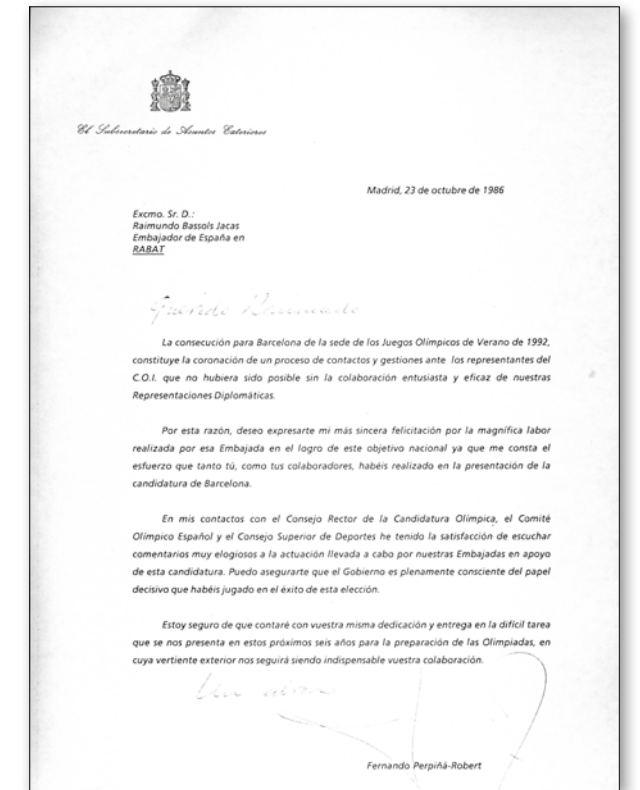 El Subsecretario de Asuntos Exteriores
Madrid, 23 de octubre de 1986
Excmo. Sr. D.:
Raimundo Bassols Jacas
Embajador de España en
RABAT
Querido Raimundo
La consecución para Barcelona de la sede de los Juegos Olímpicos de Verano de 1992,
constituye la coronación de un proceso de contactos y gestiones ante los representantes del
C.O.I. que no hubiera sido posible sin la colaboración entusiasta y eficaz de nuestras
Representaciones Diplomáticas.
Por esta razón, deseo expresarte mi más sincera felicitación por la magnífica labor
realizada por esa Embajada en el logro de este objetivo nacional ya que me consta el
esfuerzo que tanto tú, como tus colaboradores, habéis realizado en la presentación de la
candidatura de Barcelona.
En mis contactos con el Consejo Rector de la Candidatura Olímpica, el Comité
Olímpico Español y el Consejo Superior de Deportes he tenido la satisfacción de escuchar
comentarios muy elogiosos a la actuación llevada a cabo por nuestras Embajadas en apoyo
de esta candidatura. Puedo asegurarte que el Gobierno es plenamente consciente del papel
decisivo que habéis jugado en el éxito de esta elección.
Estoy seguro de que contaré con vuestra misma dedicación y entrega en la difícil tarea
que se nos presenta en estos próximos seis años para la preparación de las Olimpiadas, en
cuya vertiente exterior nos seguirá siendo indispensable vuestra colaboración.
Fernando Perpiñá-Robert